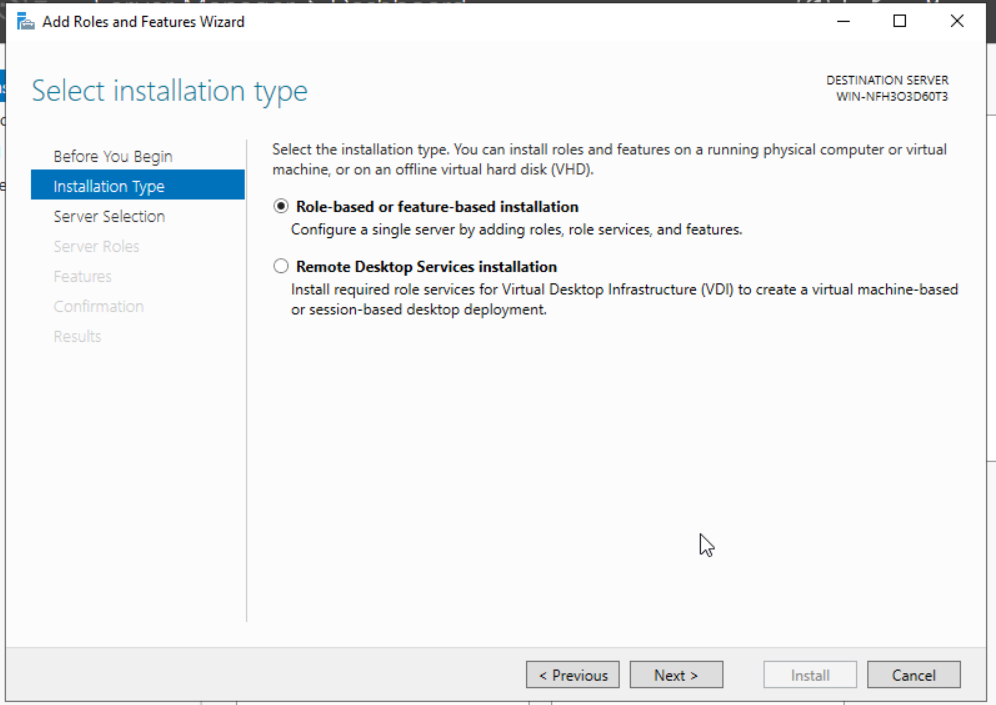 Add Roles and Features Wizard
Select installation type
DESTINATION SERVER
WIN-NFH3O3D60T3
Before You Begin
Installation Type
Server Selection
Server Roles
Features
Confirmation
Results
Select the installation type. You can install roles and features on a running physical computer or virtual
machine, or on an offline virtual hard disk (VHD).
Role-based or feature-based installation
Configure a single server by adding roles, role services, and features.
Remote Desktop Services installation
Install required role services for Virtual Desktop Infrastructure (VDI) to create a virtual machine-based
or session-based desktop deployment.
< Previous
Next >
Install
Cancel